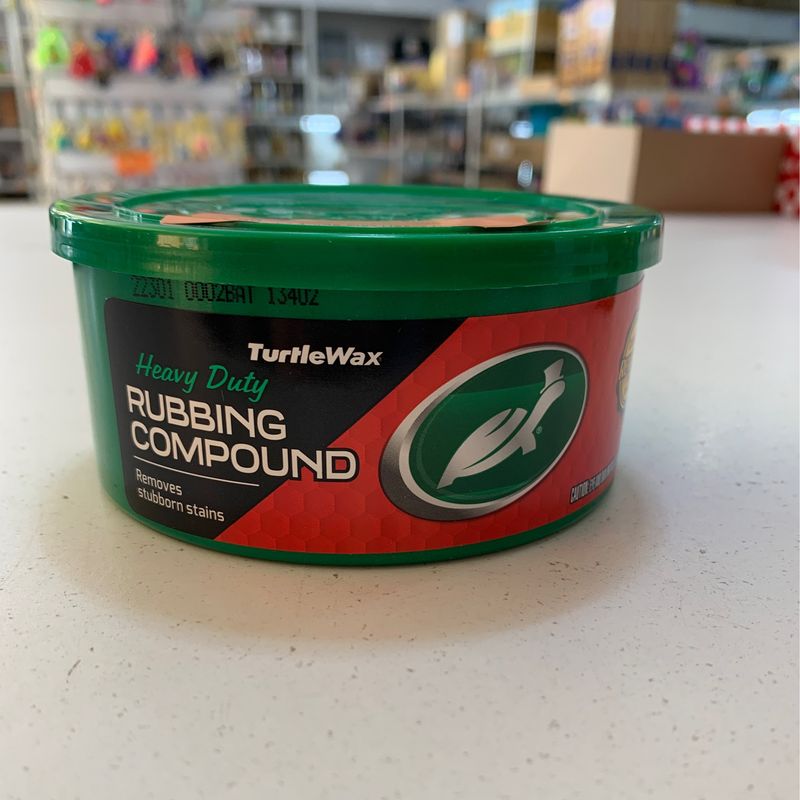 22301 0002BAT 13402
TurtleWax
Heavy Duty
RUBBING
COMPOUND
Removes
stubborn stains
®